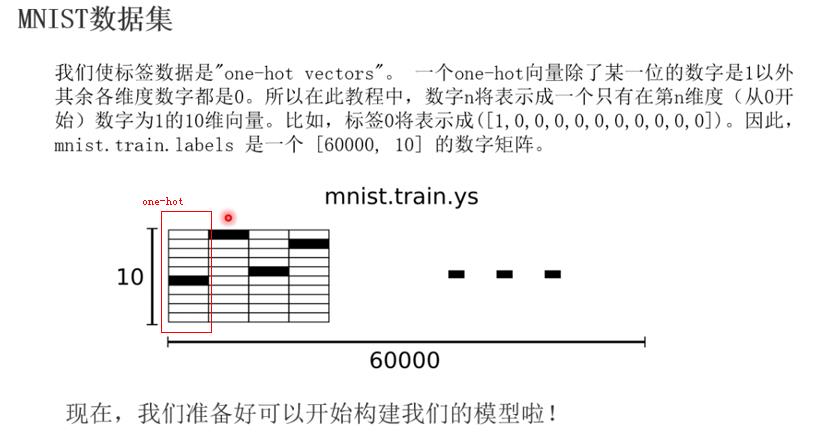 MNIST数据集
我们使标签数据是"one-hot vectors"。 一个one-hot向量除了某一位的数字是1以外
其余各维度数字都是0。所以在此教程中，数字n将表示成一个只有在第n维度（从0开
始）数字为1的10维向量。比如，标签0将表示成([1,0,0,0,0,0,0,0,0,0,0])。因此，
mnist.train.labels 是一个 [60000, 10] 的数字矩阵。
one-hot
mnist.train.ys
10
60000
现在，我们准备好可以开始构建我们的模型啦！